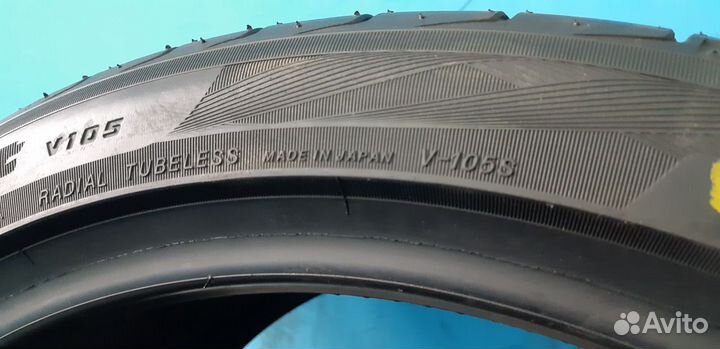 V105
RADIAL TUBELESS MADE IN JAPAN V-105S
Avito